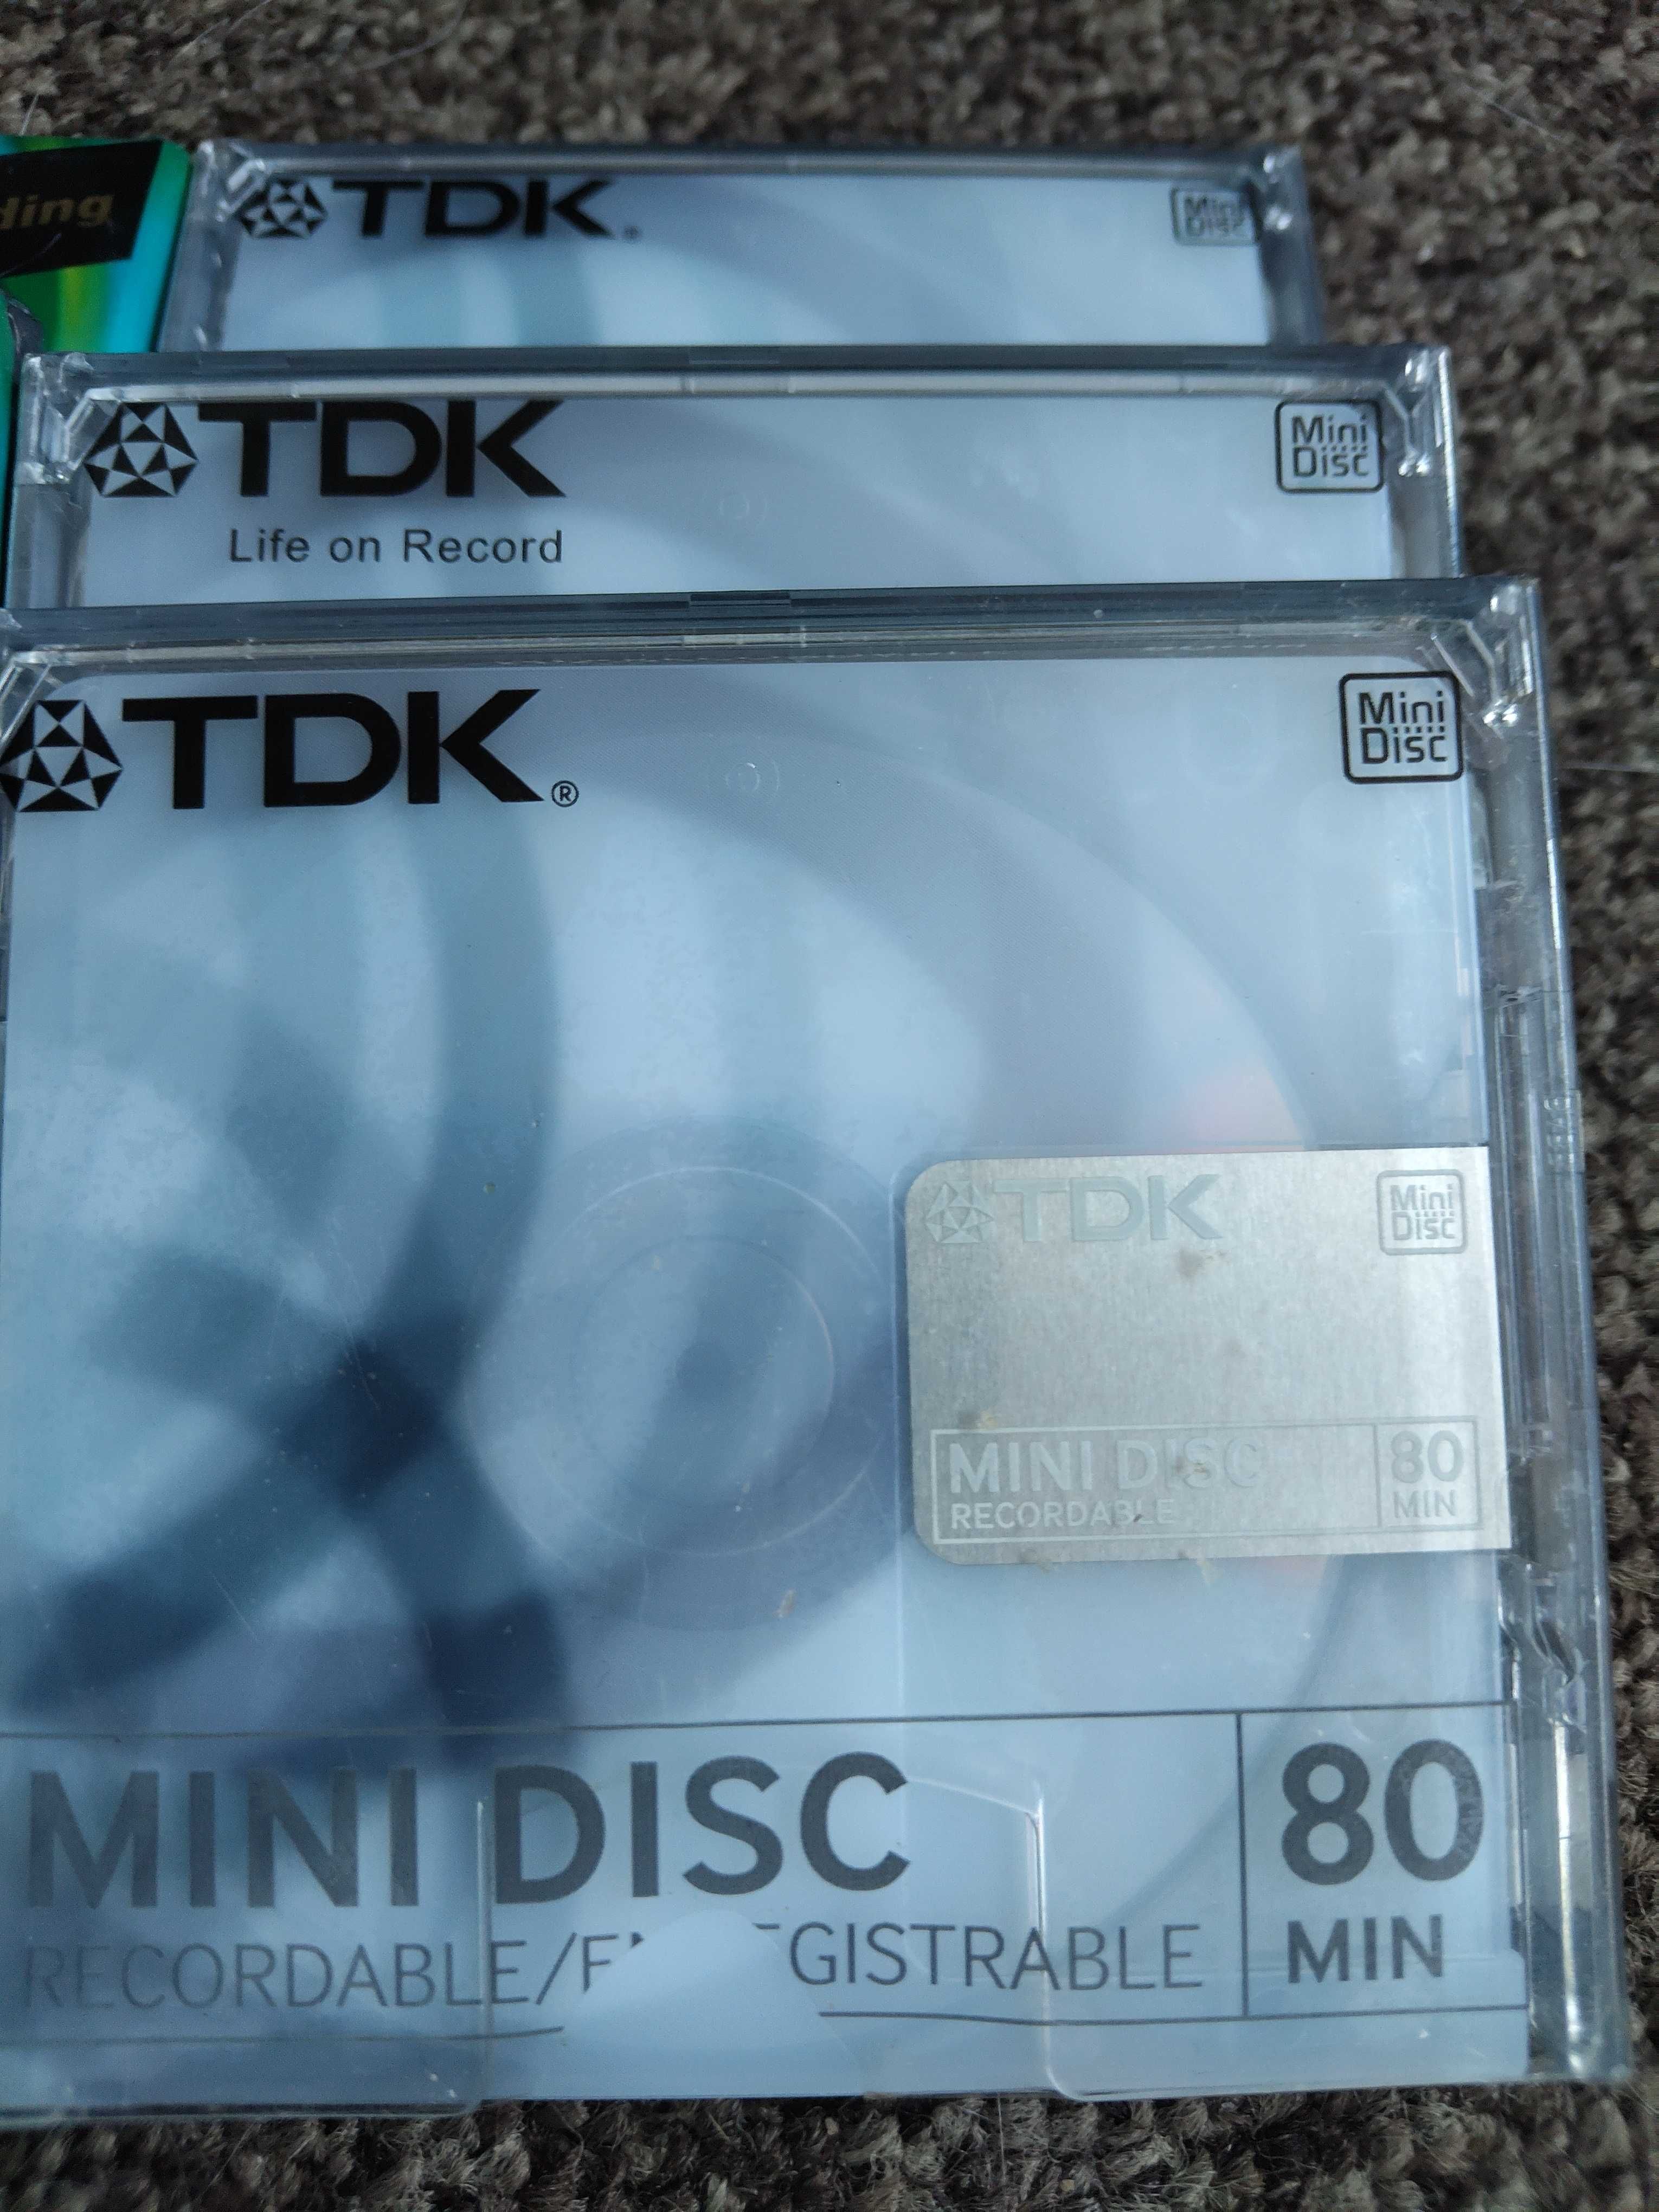 ding
TDK®
Mini
Disc
TDK
Life on Record
Mini
Disc
TDK®
Mini
Disc
TDK
Mini
Disc
MINI DISC
RECORDABLE
80
MIN
MINI DISC
80
RECORDABLE/
MIN